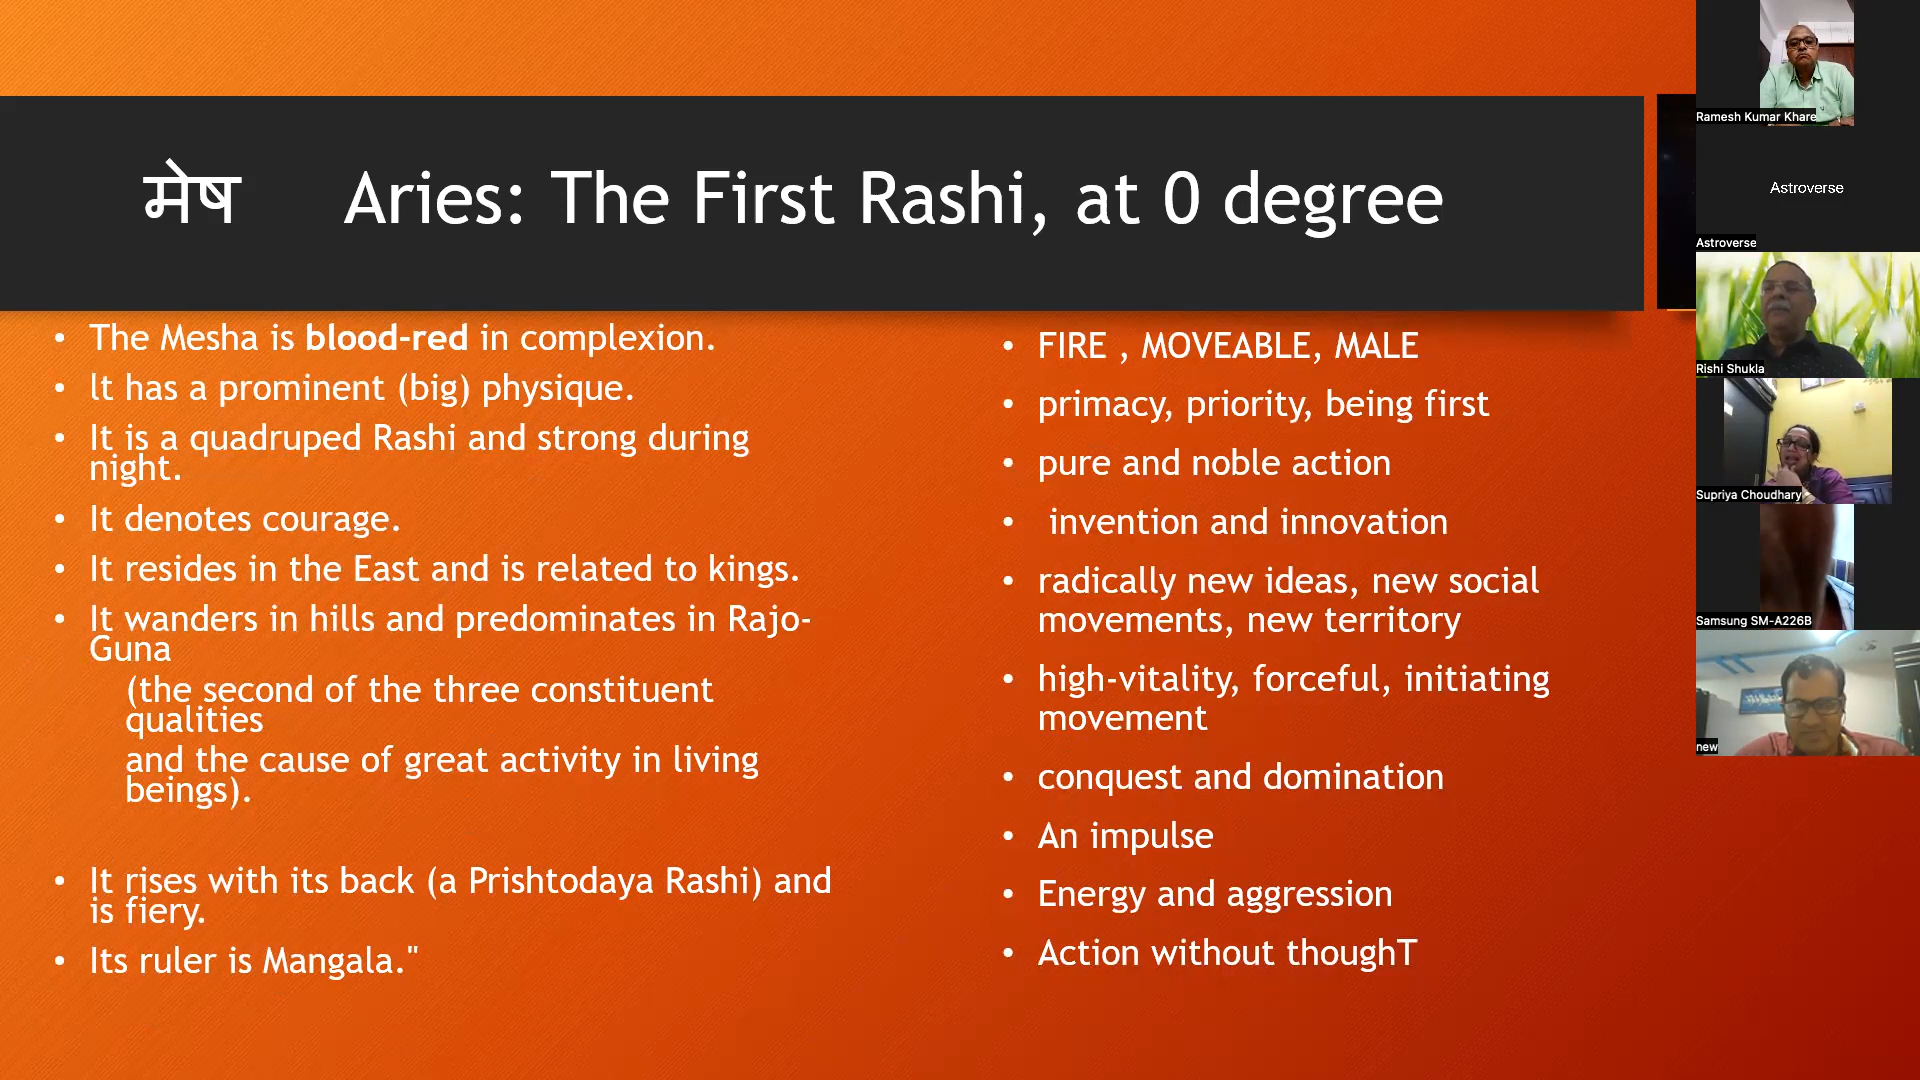 मेष Aries: The First Rashi, at 0 degree
• The Mesha is blood-red in complexion.
• lt has a prominent (big) physique.
• It is a quadruped Rashi and strong during
night.
• It denotes courage.
• It resides in the East and is related to kings.
• It wanders in hills and predominates in Rajo-
Guna
(the second of the three constituent
qualities
and the cause of great activity in living
beings).
• It rises with its back (a Prishtodaya Rashi) and
is fiery.
• Its ruler is Mangala."
• FIRE , MOVEABLE, MALE
• primacy, priority, being first
• pure and noble action
• invention and innovation
• radically new ideas, new social
movements, new territory
• high-vitality, forceful, initiating
movement
• conquest and domination
• An impulse
• Energy and aggression
• Action without thoughT
Ramesh Kumar Khare
Astroverse
Astroverse
Rishi Shukla
Supriya Choudhary
Samsung SM-A226B
new